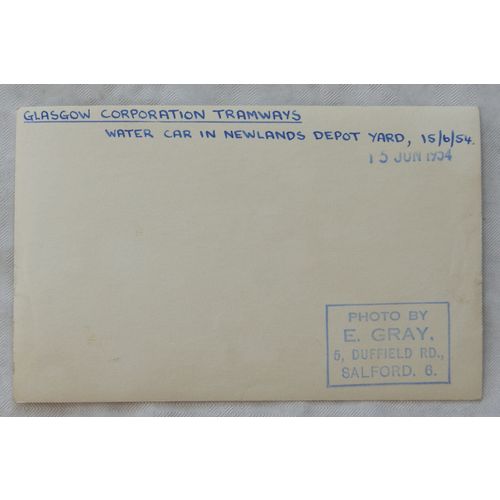 GLASGOW CORPORATION TRAMWAYS
WATER CAR IN NEWLANDS DEPOT YARD, 15/6/54.
15 JUN 1954
PHOTO BY
E. GRAY,
5, DUFFIELD RD.,
SALFORD. 6.